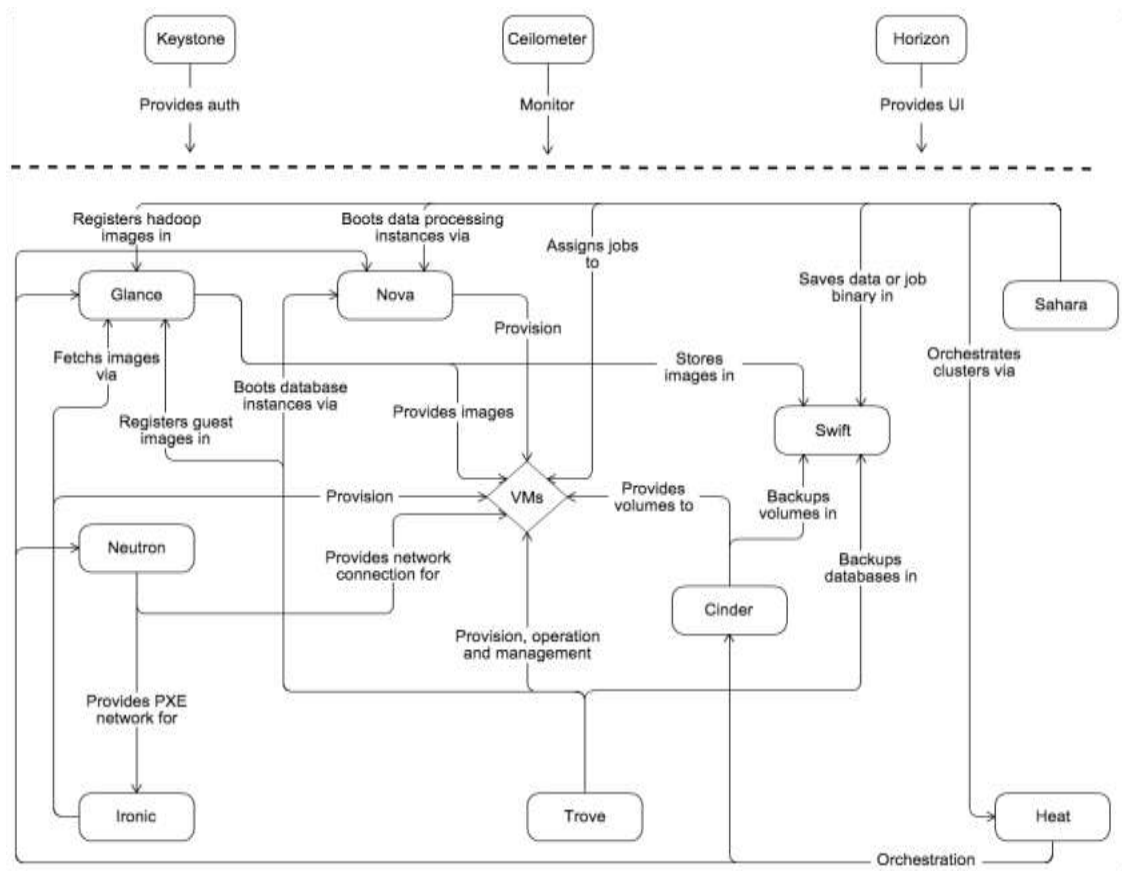 Keystone
Ceilometer
Horizon
Provides auth
Monitor
Provides UI
Registers hadoop
images in
Boots data processing
instances via
Assigns jobs
to
Saves data or job
binary in
Glance
Nova
Sahara
Provision
Fetchs images
via
Stores
images in
Orchestrates
clusters via
Boots database
instances via
Provides images
Registers guest
images in
Swift
Provision
VMs
Provides
volumes to
Backups
volumes in
Neutron
Provides network
connection for
Backups
databases in
Cinder
Provision, operation
and management
Provides PXE
network for
Ironic
Trove
Heat
Orchestration